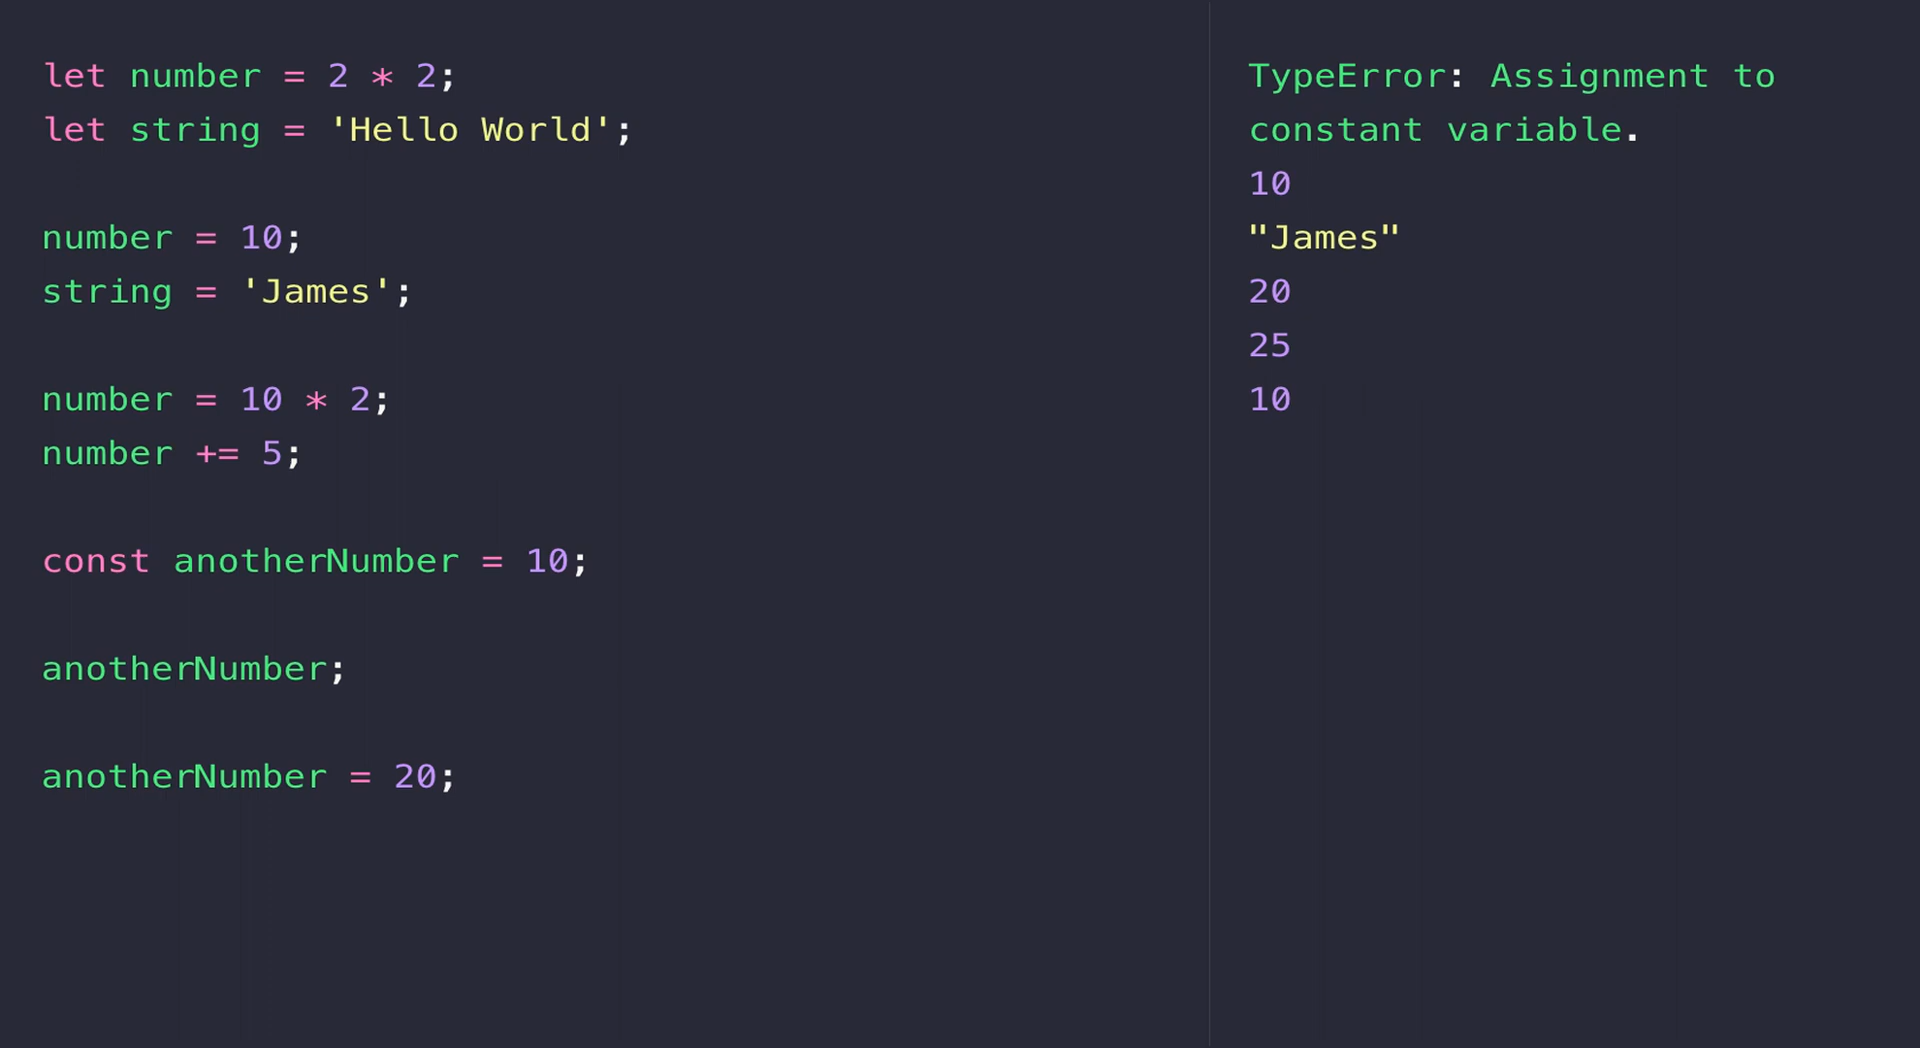 let number = 2 * 2;
let string = 'Hello World';
number = 10;
string = 'James';
number = 10 * 2;
number += 5;
const anotherNumber = 10;
anotherNumber;
anotherNumber = 20;
TypeError: Assignment to
constant variable.
10
"James"
20
25
10